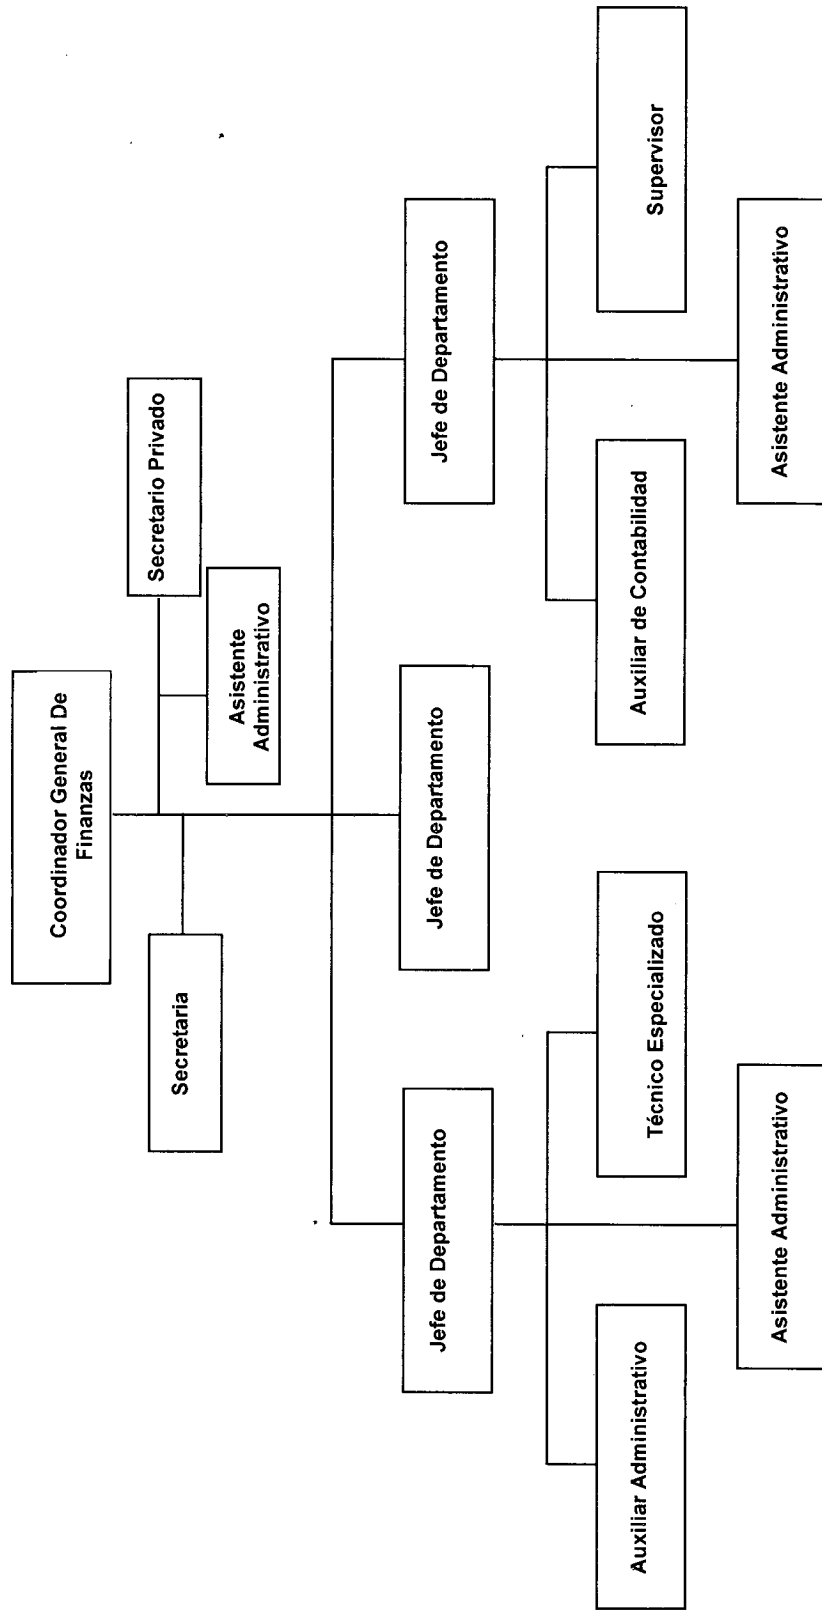 Coordinador General De
Finanzas
Secretaria
Secretario Privado
Asistente
Administrativo
Jefe de Departamento
Jefe de Departamento
Jefe de Departamento
Auxiliar Administrativo
Técnico Especializado
Auxiliar de Contabilidad
Supervisor
Asistente Administrativo
Asistente Administrativo